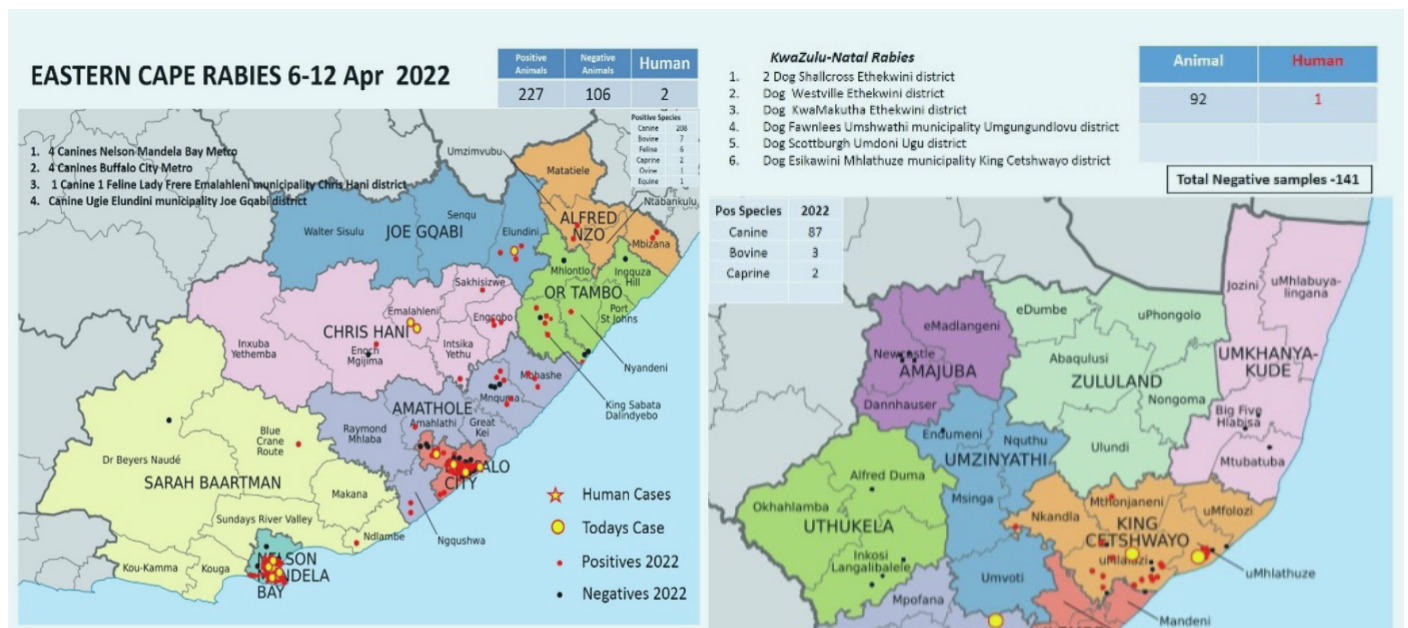 EASTERN CAPE RABIES 6-12 Apr 2022
Positive Animals
Negative Animals
Human
227 106 2
Positive Species
Canine 208
Bovine 7
Feline 6
Caprine 2
Ovine 1
Equine 1
1. 4 Canines Nelson Mandela Bay Metro
2. 4 Canines Buffalo City Metro
3. 1 Canine 1 Feline Lady Frere Emalahleni municipality Chris Hani district
4. Canine Ugie Elundini municipality Joe Gqabi district
Umzimvubu
Matatiele
Ntabankulu
ALFRED
NZO
Mbizana
Walter Sisulu
JOE GQABI
Senqu
Elundini
Mhlontlo
Ingquza
Hill
OR TAMBO
Port
St Johns
Nyandeni
King Sabata
Dalindyebo
Sakhisizwe
Emalahleni
Engcobo
CHRIS HANI
Inxuba
Yethemba
Enoch
Mgijima
Intsika
Yethu
Mbhashe
Mnquma
AMATHOLE
Amahlathi
Great
Kei
Raymond
Mhlaba
CITY
Ngqushwa
Blue
Crane
Route
Dr Beyers Naudé
SARAH BAARTMAN
Makana
Sundays River Valley
Ndlambe
Kou-Kamma
Kouga
NELSON
MANDELA
BAY
Human Cases
Todays Case
Positives 2022
Negatives 2022
KwaZulu-Natal Rabies
1. 2 Dog Shallcross Ethekwini district
2. Dog Westville Ethekwini district
3. Dog KwaMakutha Ethekwini district
4. Dog Fawnlees Umshwathi municipality Umgungundlovu district
5. Dog Scottburgh Umdoni Ugu district
6. Dog Esikawini Mhlathuze municipality King Cetshwayo district
Animal Human
92 1
Total Negative samples -141
Pos Species 2022
Canine 87
Bovine 3
Caprine 2
Jozini
uMhlabuya-
lingana
eDumbe
uPhongolo
eMadlangeni
Newcastle
AMAJUBA
Dannhauser
Abaqulusi
ZULULAND
Nongoma
Ulundi
UMKHANYA-
KUDE
Big Five
Hlabisa
Mtubatuba
Endumeni
Nquthu
UMZINYATHI
Msinga
Umvoti
Alfred Duma
Okhahlamba
UTHUKELA
Inkosi
Langalibalele
Mpofana
Mthonjaneni
Nkandla
KING
CETSHWAYO
uMfolozi
uMlalazi
uMhlathuze
Mandeni